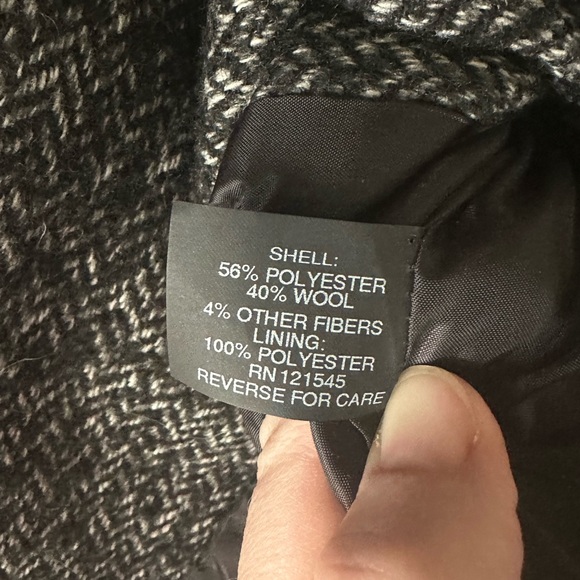 SHELL:
56% POLYESTER
40% WOOL
4% OTHER FIBERS
LINING:
100% POLYESTER
RN 121545
REVERSE FOR CARE